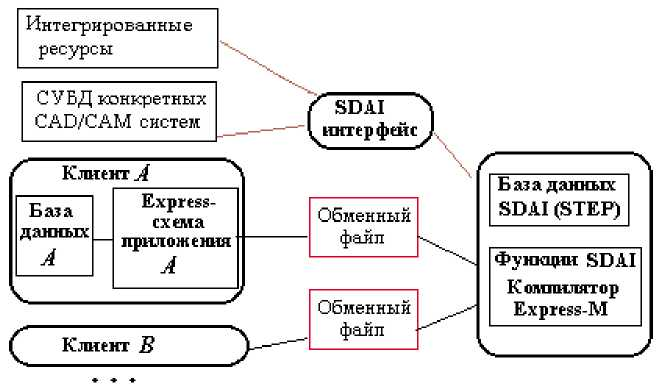 Интегрированные
ресурсы
СУБД конкретных
CAD/CAM систем
SDAI
интерфейс
Клиент A
База
данных
A
Express-
схема
приложения
A
Обменный
файл
База данных
SDAI (STEP)
Функции SDAI
Компилятор
Express-M
Обменный
файл
Клиент B
. . .